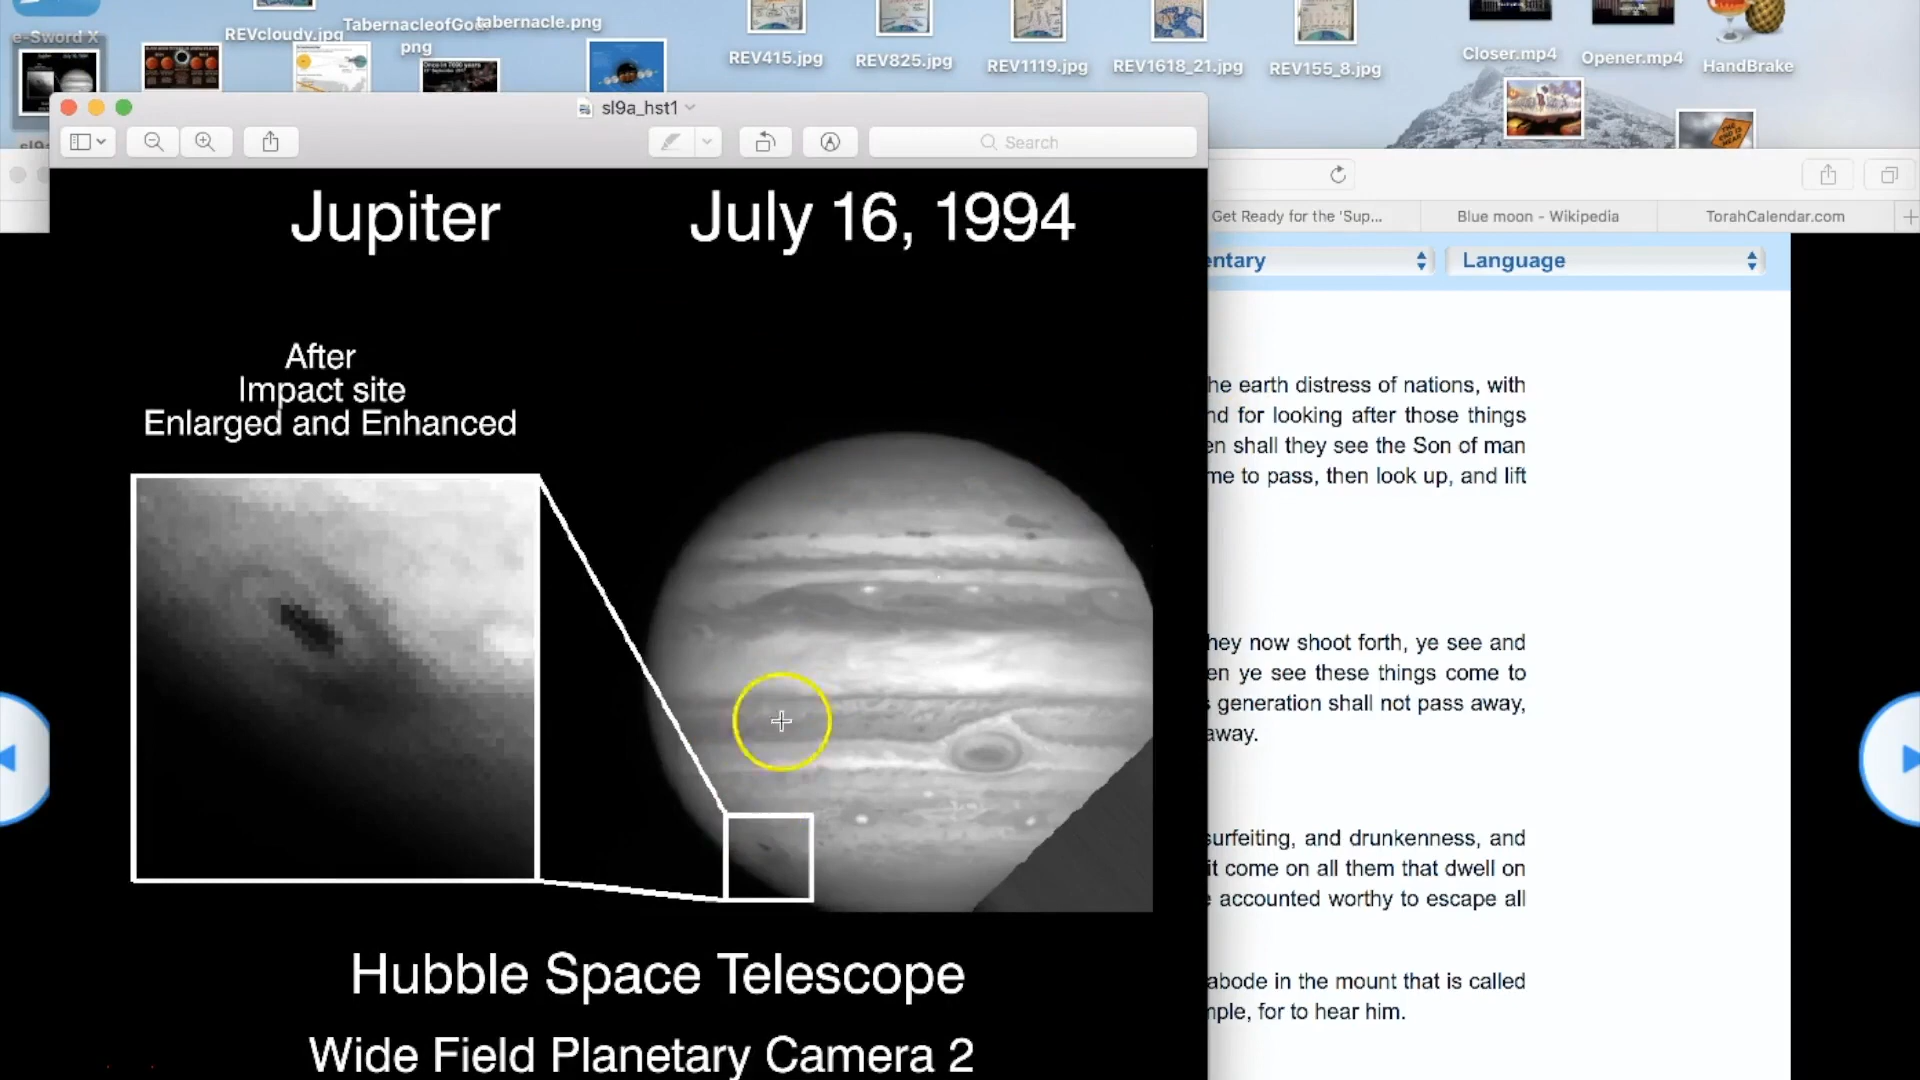 e-Sword X
REVcloudy.jpg
TabernacleofGod
png
tabernacle.png
REV415.jpg
REV825.jpg
REV1119.jpg
REV1618_21.jpg
REV155_8.jpg
Closer.mp4
Opener.mp4
HandBrake
sl9a_hst1
Search
Get Ready for the 'Sup...
Blue moon - Wikipedia
TorahCalendar.com
entary
Language
Jupiter
July 16, 1994
After
Impact site
Enlarged and Enhanced
Hubble Space Telescope
Wide Field Planetary Camera 2
he earth distress of nations, with
nd for looking after those things
en shall they see the Son of man
me to pass, then look up, and lift
hey now shoot forth, ye see and
en ye see these things come to
s generation shall not pass away,
away.
surfeiting, and drunkenness, and
it come on all them that dwell on
e accounted worthy to escape all
abode in the mount that is called
mple, for to hear him.